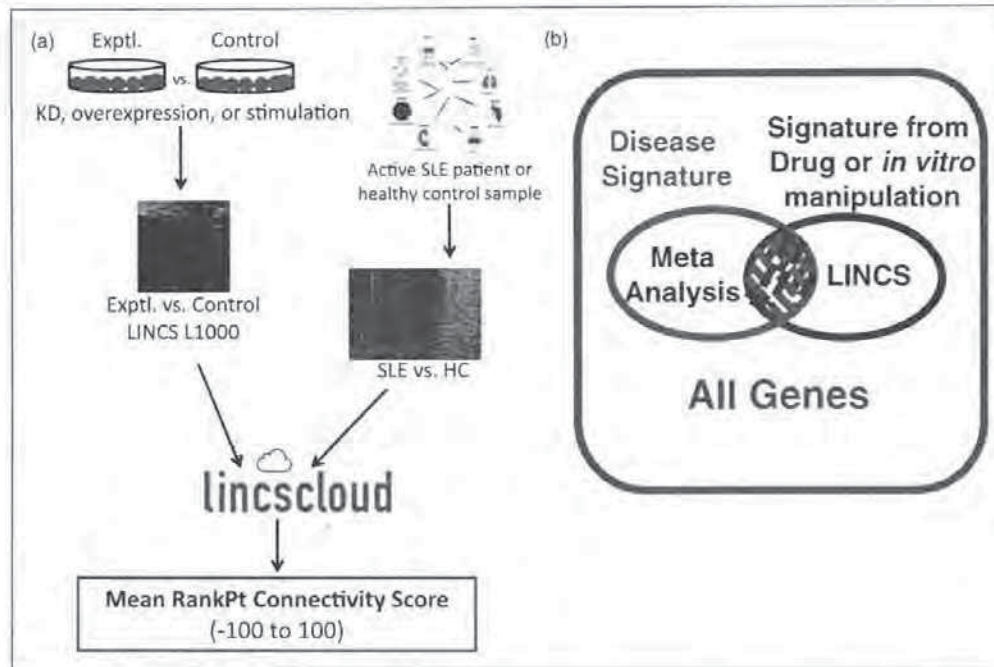 (a)
Exptl.
Control
vs.
KD, overexpression, or stimulation
Active SLE patient or
healthy control sample
Exptl. vs. Control
LINCS L1000
SLE vs. HC
lincscloud
Mean RankPt Connectivity Score
(-100 to 100)
(b)
Disease
Signature
Signature from
Drug or in vitro
manipulation
Meta
Analysis
LINCS
All Genes